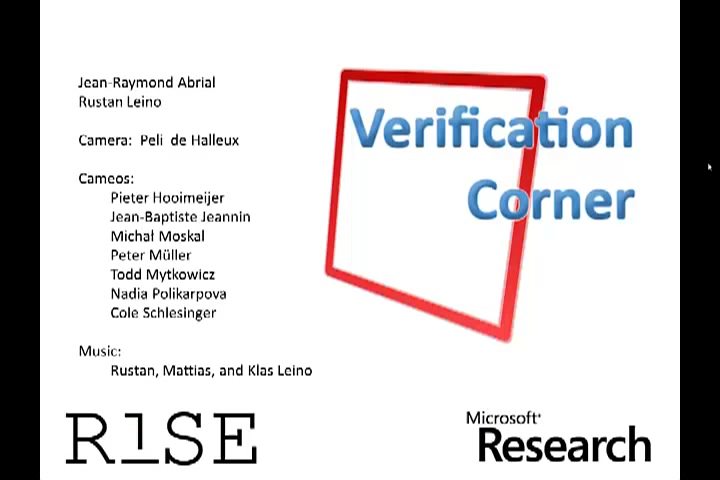 Jean-Raymond Abrial
Rustan Leino
Camera: Peli de Halleux
Cameos:
Pieter Hooimeijer
Jean-Baptiste Jeannin
Michał Moskal
Peter Müller
Todd Mytkowicz
Nadia Polikarpova
Cole Schlesinger
Music:
Rustan, Mattias, and Klas Leino
Verification
Corner
R1SE
Microsoft
Research